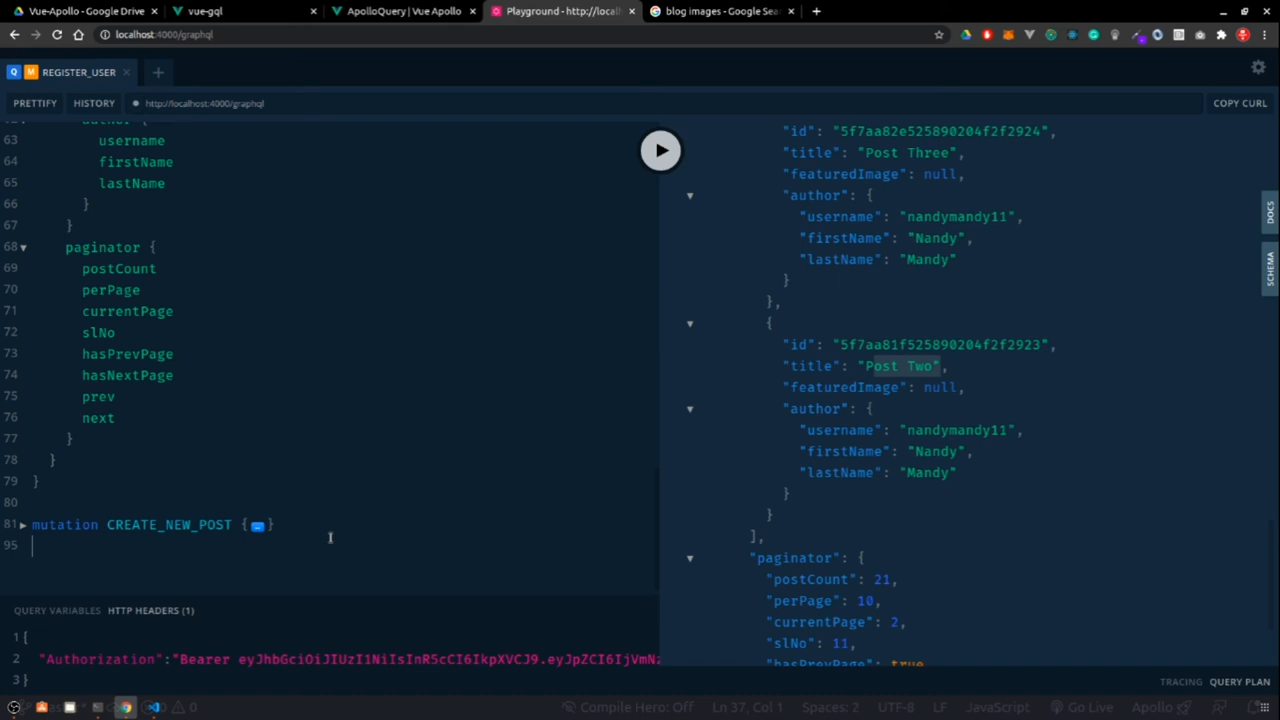 Vue-Apollo - Google Drive
vue-gql
ApolloQuery | Vue Apollo
Playground - http://local
blog images - Google Sea
localhost:4000/graphql
Q M REGISTER_USER
PRETTIFY HISTORY http://localhost:4000/graphql COPY CURL
author {
63 username
64 firstName
65 lastName
66 }
67 }
68 paginator {
69 postCount
70 perPage
71 currentPage
72 slNo
73 hasPrevPage
74 hasNextPage
75 prev
76 next
77 }
78 }
79 }
80
81 mutation CREATE_NEW_POST { }
95
"id": "5f7aa82e525890204f2f2924",
"title": "Post Three",
"featuredImage": null,
"author": {
"username": "nandymandy11",
"firstName": "Nandy",
"lastName": "Mandy"
}
},
{
"id": "5f7aa81f525890204f2f2923",
"title": "Post Two",
"featuredImage": null,
"author": {
"username": "nandymandy11",
"firstName": "Nandy",
"lastName": "Mandy"
}
}
],
"paginator": {
"postCount": 21,
"perPage": 10,
"currentPage": 2,
"slNo": 11,
"hasPrevPage": true
DOCS
SCHEMA
QUERY VARIABLES HTTP HEADERS (1)
1 {
2 "Authorization":"Bearer eyJhbGciOiJIUzI1NiIsInR5cCI6IkpXVCJ9.eyJpZCI6IjVmNz
3 }
TRACING QUERY PLAN
0 Compile Hero: Off Ln 37, Col 1 Spaces: 2 UTF-8 LF JavaScript Go Live Apollo